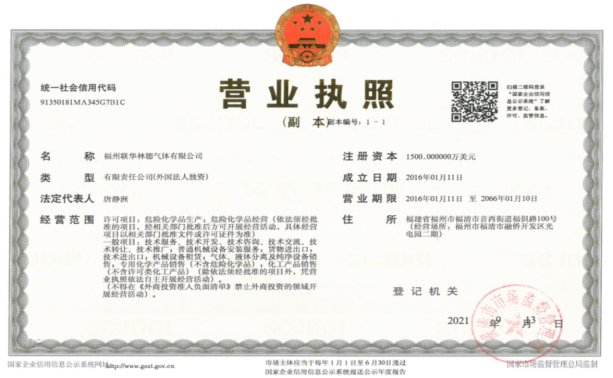 统一社会信用代码
91350181MA345G7B1C
营业执照
(副 本) 副本编号：1-1
扫描二维码登录
“国家企业信用信
息公示系统”了解
更多登记、备案、
许可、监管信息。
名 称 福州联华林德气体有限公司
类 型 有限责任公司(外国法人独资)
法定代表人 唐静洲
经营范围 许可项目：危险化学品生产；危险化学品经营（依法须经批
准的项目，经相关部门批准后方可开展经营活动，具体经营
项目以相关部门批准文件或许可证件为准）
一般项目：技术服务、技术开发、技术咨询、技术交流、技
术转让、技术推广；普通机械设备安装服务；货物进出口；
技术进出口；机械设备租赁；气体、液体分离及纯净设备销
售；专用化学产品销售（不含危险化学品）；化工产品销售
（不含许可类化工产品）（除依法须经批准的项目外，凭营
业执照依法自主开展经营活动）
（不得在《外商投资准入负面清单》禁止外商投资的领域开
展经营活动）。
注册资本 1500.000000万美元
成立日期 2016年01月11日
营业期限 2016年01月11日 至 2066年01月10日
住 所 福建省福州市福清市音西街道福俱路100号
（经营场所：福州市福清市融侨开发区光
电园二期）
登记机关
2021 年 9 月 13 日
国家企业信用信息公示系统网址http://www.gsxt.gov.cn
市场主体应当于每年1月1日至6月30日通过
国家企业信用信息公示系统报送公示年度报告
国家市场监督管理总局监制